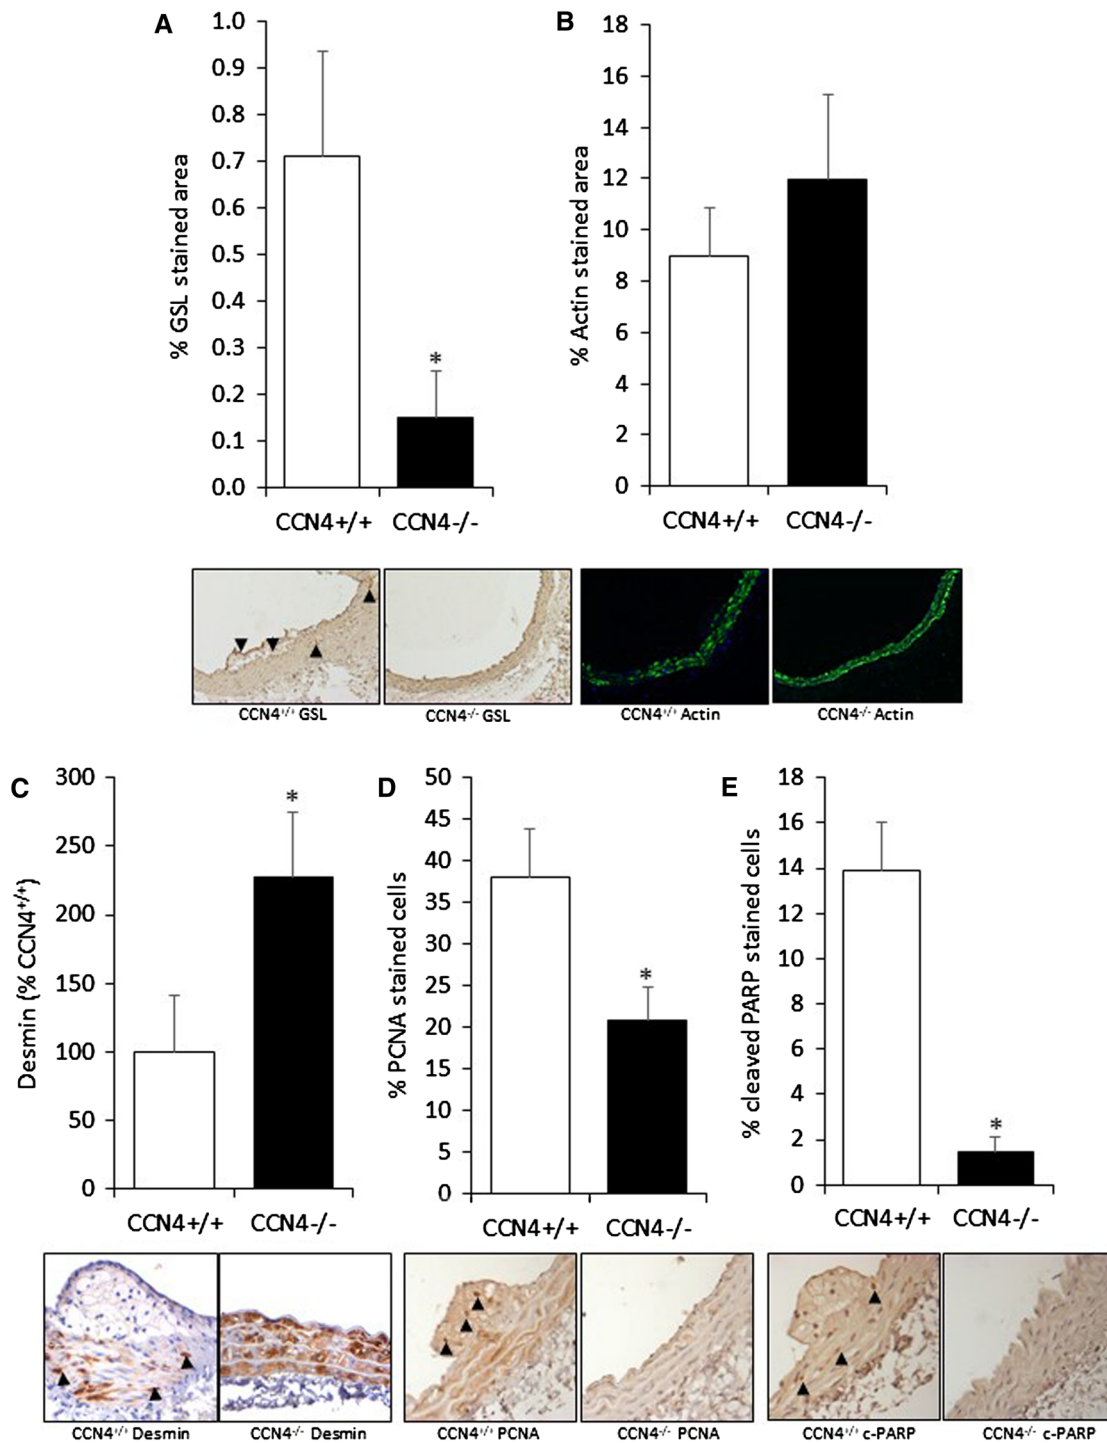 A
% GSL stained area
1.0
0.9
0.8
0.7
0.6
0.5
0.4
0.3
0.2
0.1
0.0
*
CCN4+/+ CCN4-/-
B
% Actin stained area
18
16
14
12
10
8
6
4
2
0
CCN4+/+ CCN4-/-
CCN4+/+ GSL
CCN4-/- GSL
CCN4+/+ Actin
CCN4-/- Actin
C
Desmin (% CCN4+/+)
300
250
200
150
100
50
0
*
CCN4+/+ CCN4-/-
D
% PCNA stained cells
50
45
40
35
30
25
20
15
10
5
0
*
CCN4+/+ CCN4-/-
E
% cleaved PARP stained cells
18
16
14
12
10
8
6
4
2
0
*
CCN4+/+ CCN4-/-
CCN4+/+ Desmin
CCN4-/- Desmin
CCN4+/+ PCNA
CCN4-/- PCNA
CCN4+/+ c-PARP
CCN4-/- c-PARP